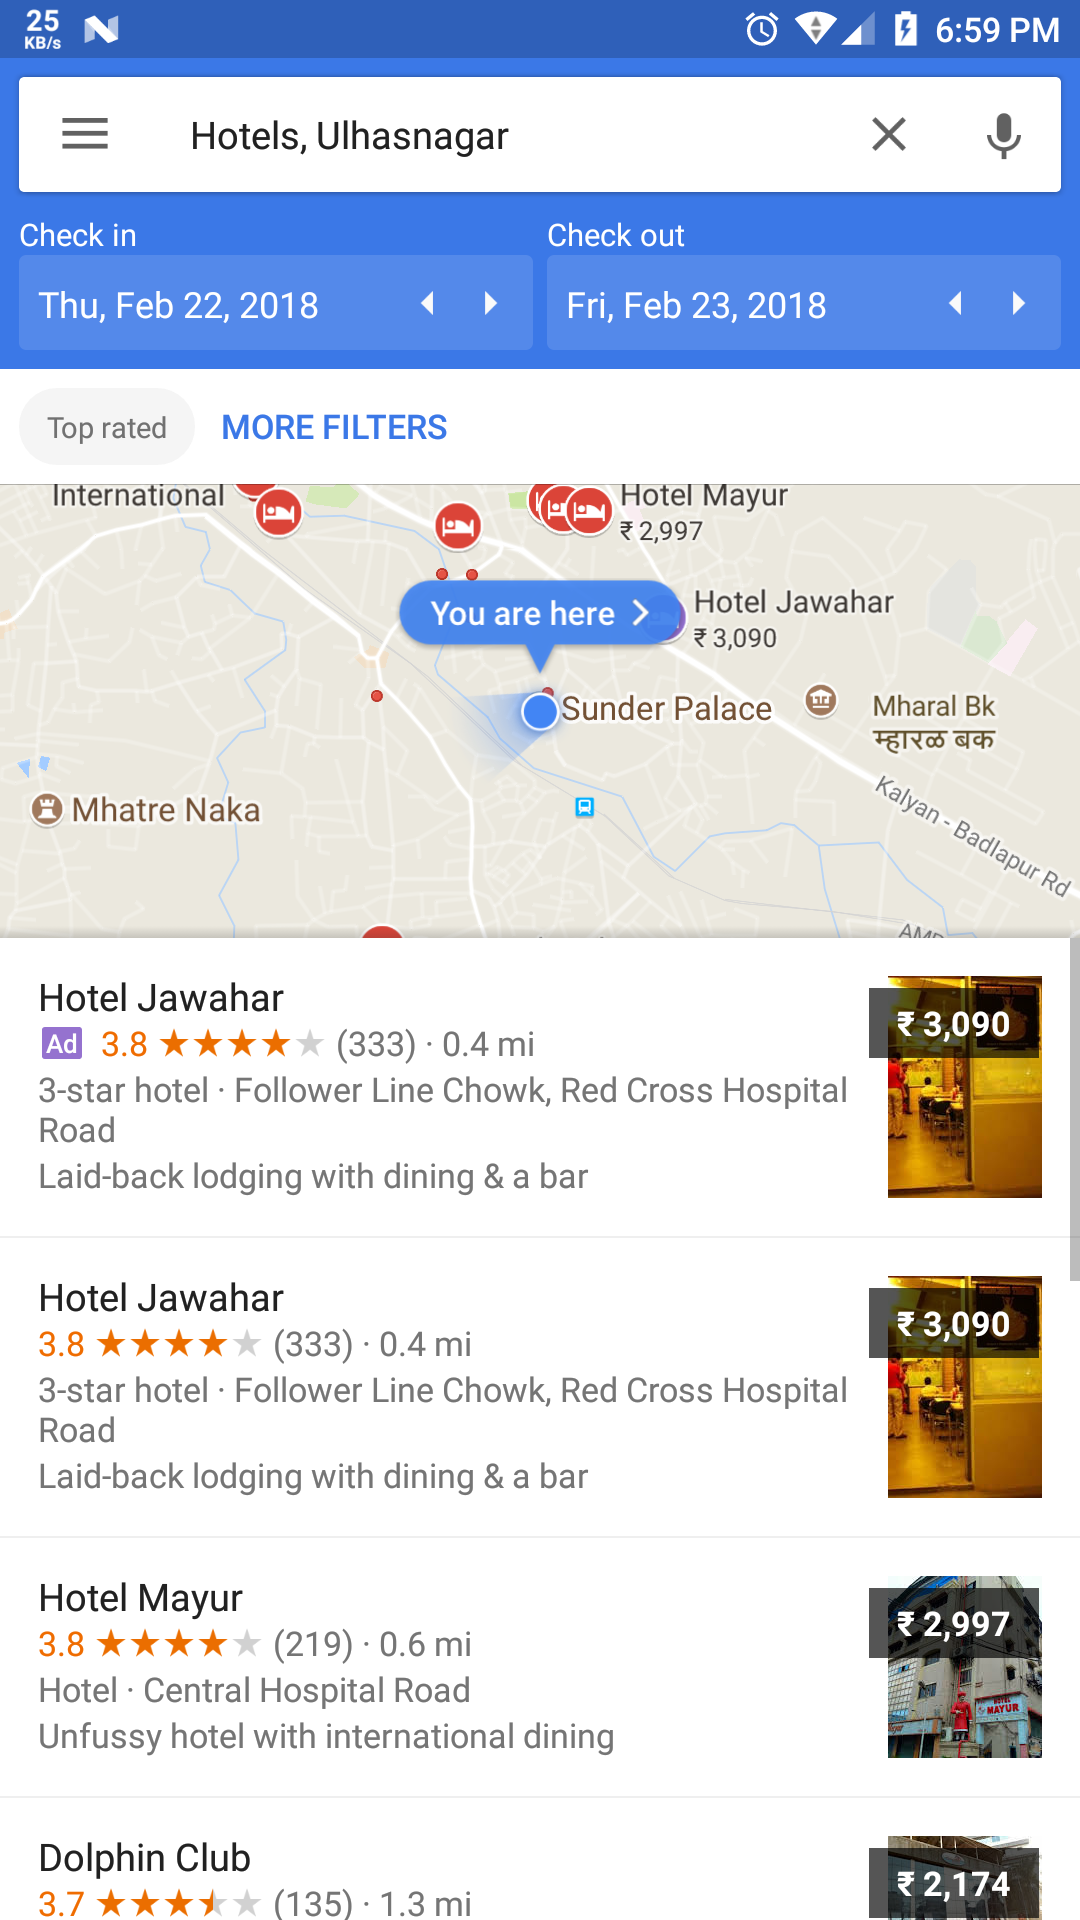 25
KB/s
6:59 PM
Hotels, Ulhasnagar
Check in
Check out
Thu, Feb 22, 2018
Fri, Feb 23, 2018
Top rated
MORE FILTERS
International
Hotel Mayur
₹ 2,997
You are here
Hotel Jawahar
₹ 3,090
Sunder Palace
Mharal Bk
म्हारळ बक
Mhatre Naka
Kalyan - Badlapur Rd
Hotel Jawahar
Ad 3.8 (333) · 0.4 mi
3-star hotel · Follower Line Chowk, Red Cross Hospital
Road
Laid-back lodging with dining & a bar
₹ 3,090
Hotel Jawahar
3.8 (333) · 0.4 mi
3-star hotel · Follower Line Chowk, Red Cross Hospital
Road
Laid-back lodging with dining & a bar
₹ 3,090
Hotel Mayur
3.8 (219) · 0.6 mi
Hotel · Central Hospital Road
Unfussy hotel with international dining
₹ 2,997
HOTEL
MAYUR
Dolphin Club
3.7 (135) · 1.3 mi
₹ 2,174